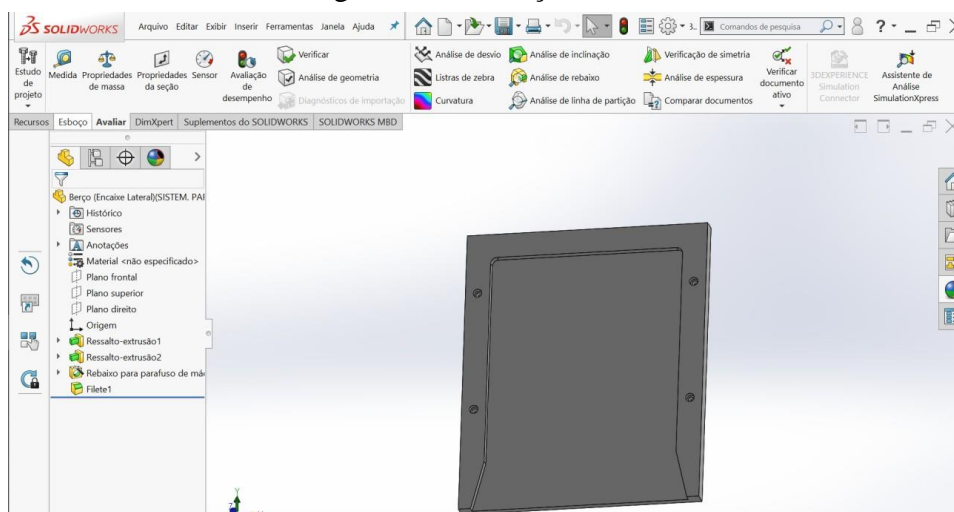 SOLIDWORKS Arquivo Editar Exibir Inserir Ferramentas Janela Ajuda 3.. Comandos de pesquisa ?
Estudo de projeto
Medida
Propriedades de massa
Propriedades da seção
Sensor
Avaliação de desempenho
Verificar
Análise de geometria
Diagnósticos de importação
Análise de desvio
Listras de zebra
Curvatura
Análise de inclinação
Análise de rebaixo
Análise de linha de partição
Verificação de simetria
Análise de espessura
Comparar documentos
Verificar documento ativo
3DEXPERIENCE Simulation Connector
Assistente de Análise SimulationXpress
Recursos Esboço Avaliar DimXpert Suplementos do SOLIDWORKS SOLIDWORKS MBD
Berço (Encaixe Lateral)(SISTEM. PAI
Histórico
Sensores
Anotações
Material <não especificado>
Plano frontal
Plano superior
Plano direito
Origem
Ressalto-extrusão1
Ressalto-extrusão2
Rebaixo para parafuso de má
Filete1
Y